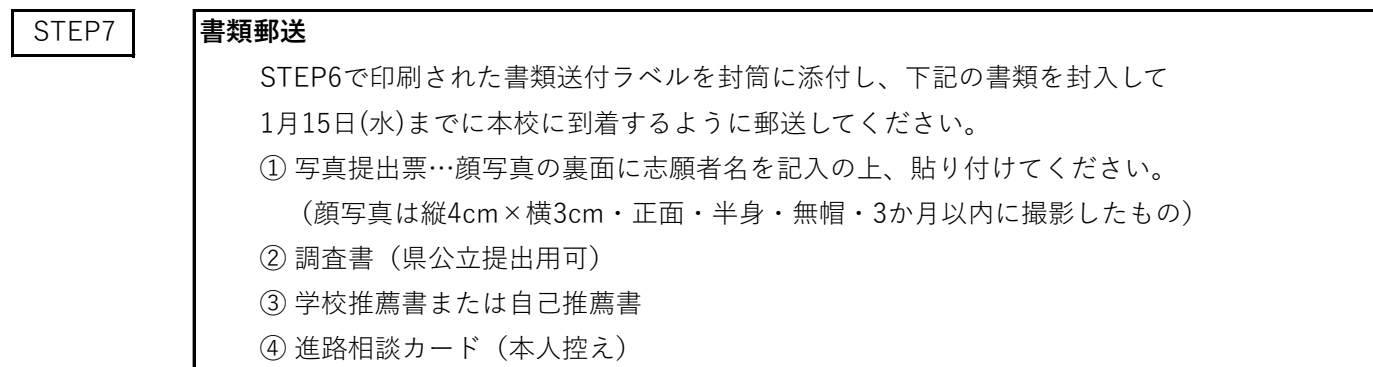 STEP7
書類郵送
STEP6で印刷された書類送付ラベルを封筒に添付し、下記の書類を封入して
1月15日(水)までに本校に到着するように郵送してください。
① 写真提出票…顔写真の裏面に志願者名を記入の上、貼り付けてください。
（顔写真は縦4cm×横3cm・正面・半身・無帽・3か月以内に撮影したもの）
② 調査書（県公立提出用可）
③ 学校推薦書または自己推薦書
④ 進路相談カード（本人控え）